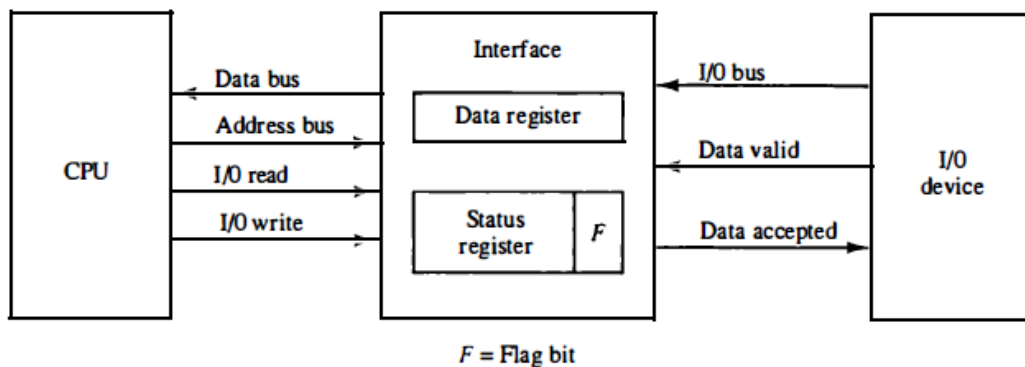 Interface
Data bus
I/0 bus
Data register
Address bus
Data valid
CPU
I/0 read
I/0
device
Status
register
F
I/0 write
Data accepted
F = Flag bit